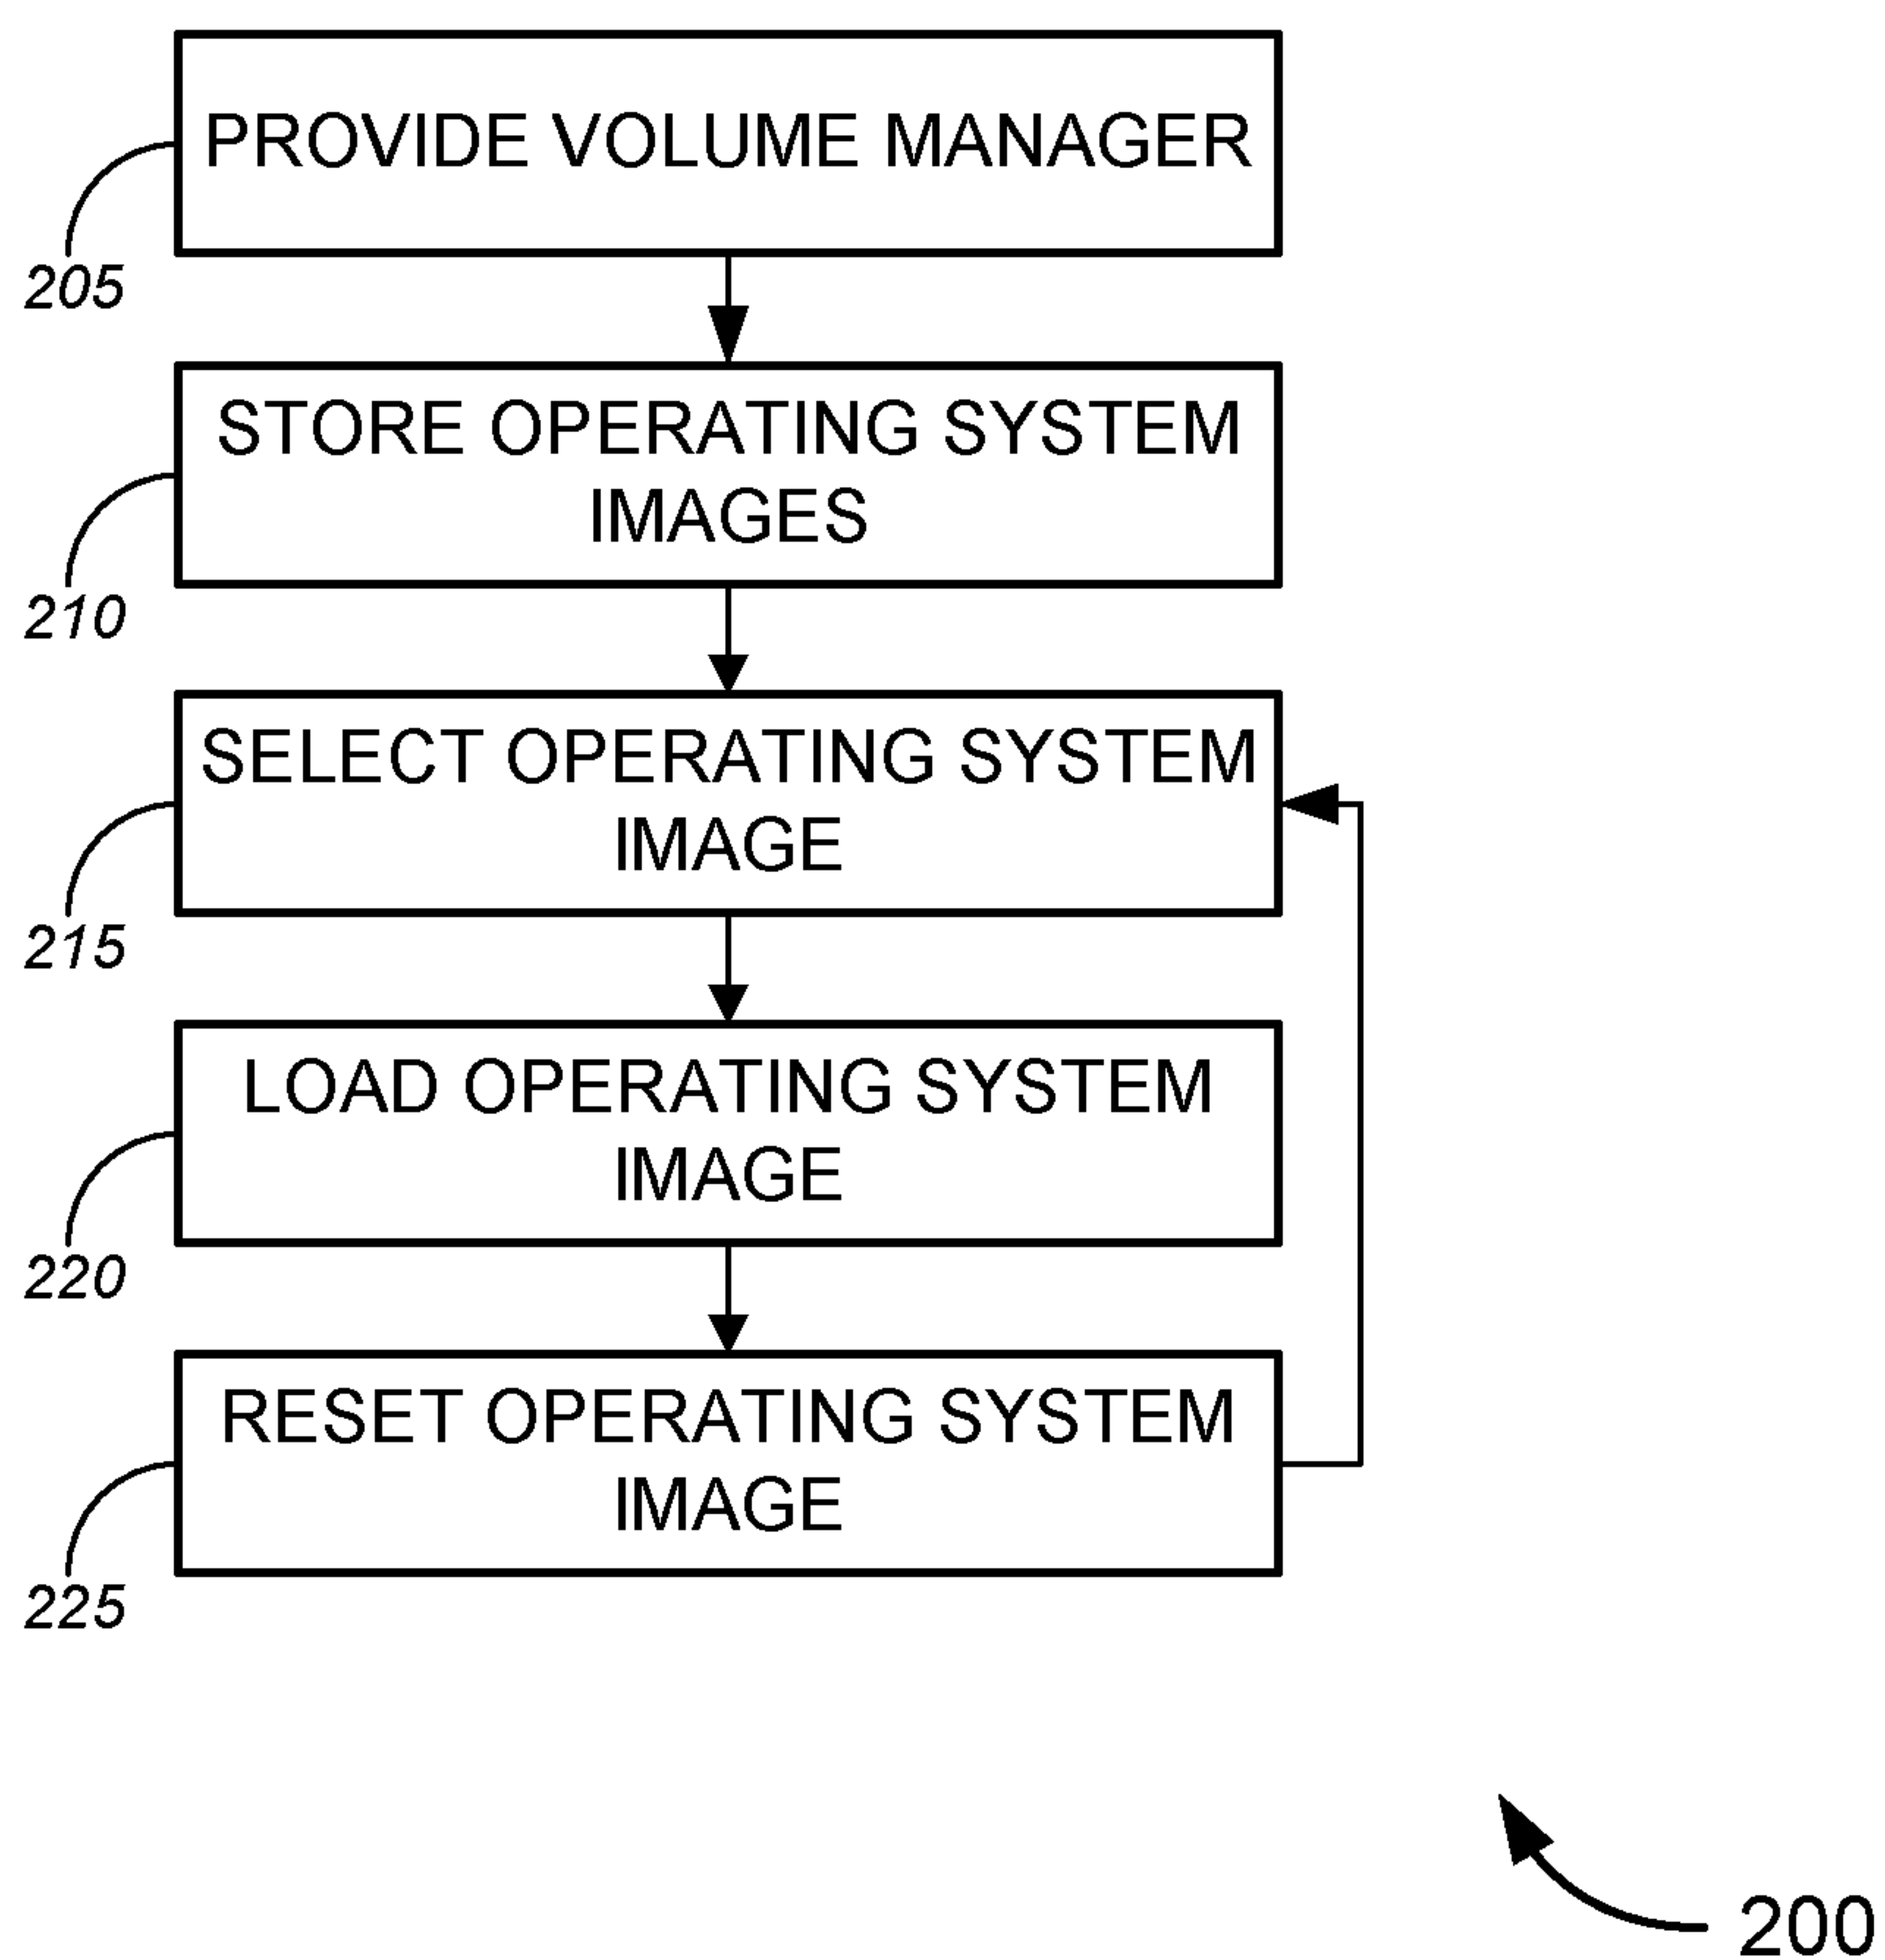 PROVIDE VOLUME MANAGER
205
STORE OPERATING SYSTEM
IMAGES
210
SELECT OPERATING SYSTEM
IMAGE
215
LOAD OPERATING SYSTEM
IMAGE
220
RESET OPERATING SYSTEM
IMAGE
225
200